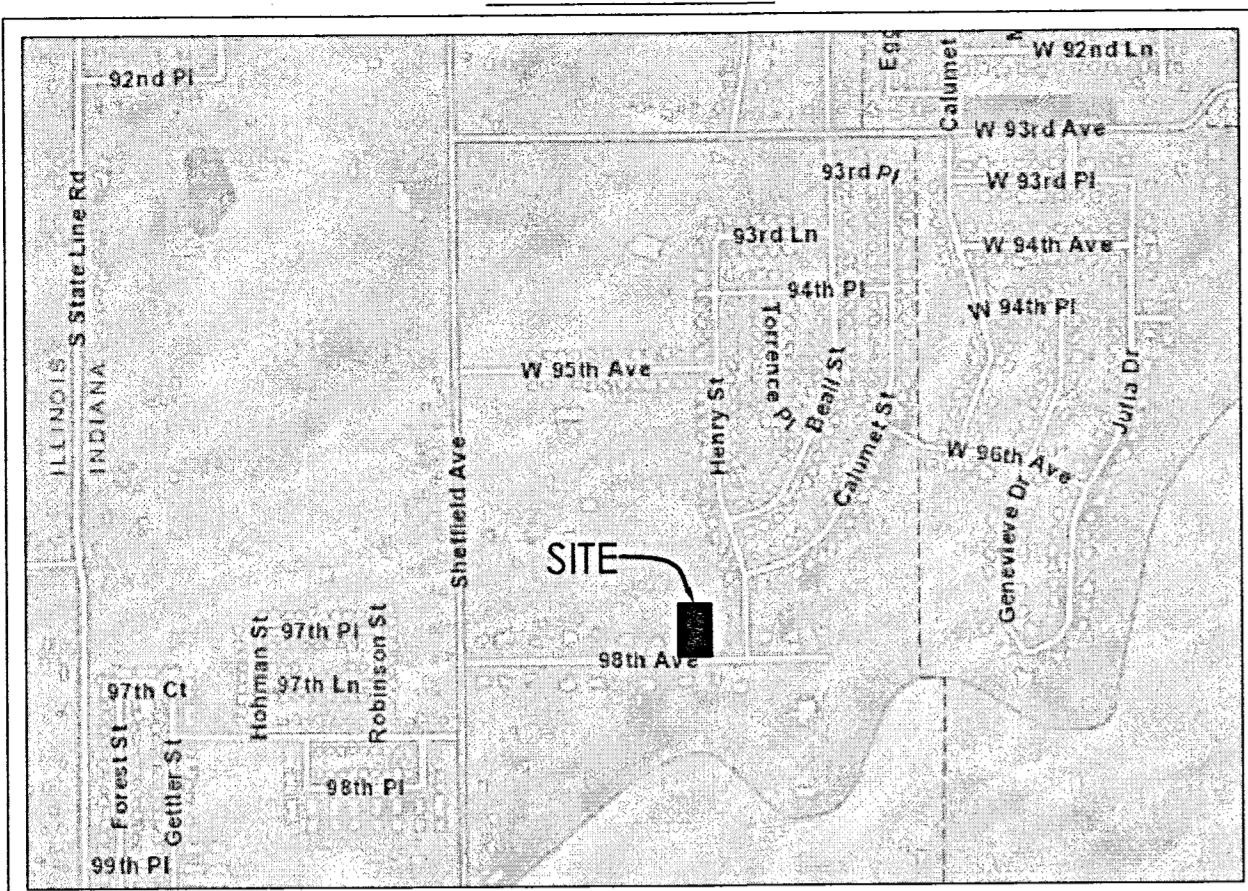 92nd Pl
Egg
Calumet
M
W 92nd Ln
W 93rd Ave
93rd Pl
W 93rd Pl
S State Line Rd
93rd Ln
W 94th Ave
94th Pl
W 94th Pl
Torrence Pl
W 95th Ave
ILLINOIS
INDIANA
Henry St
Beall St
Calumet St
Julia Dr
W 96th Ave
Sheffield Ave
Genevieve Dr
SITE
97th Pl
Hohman St
Robinson St
98th Ave
97th Ct
97th Ln
Forest St
Gettler St
98th Pl
99th Pl